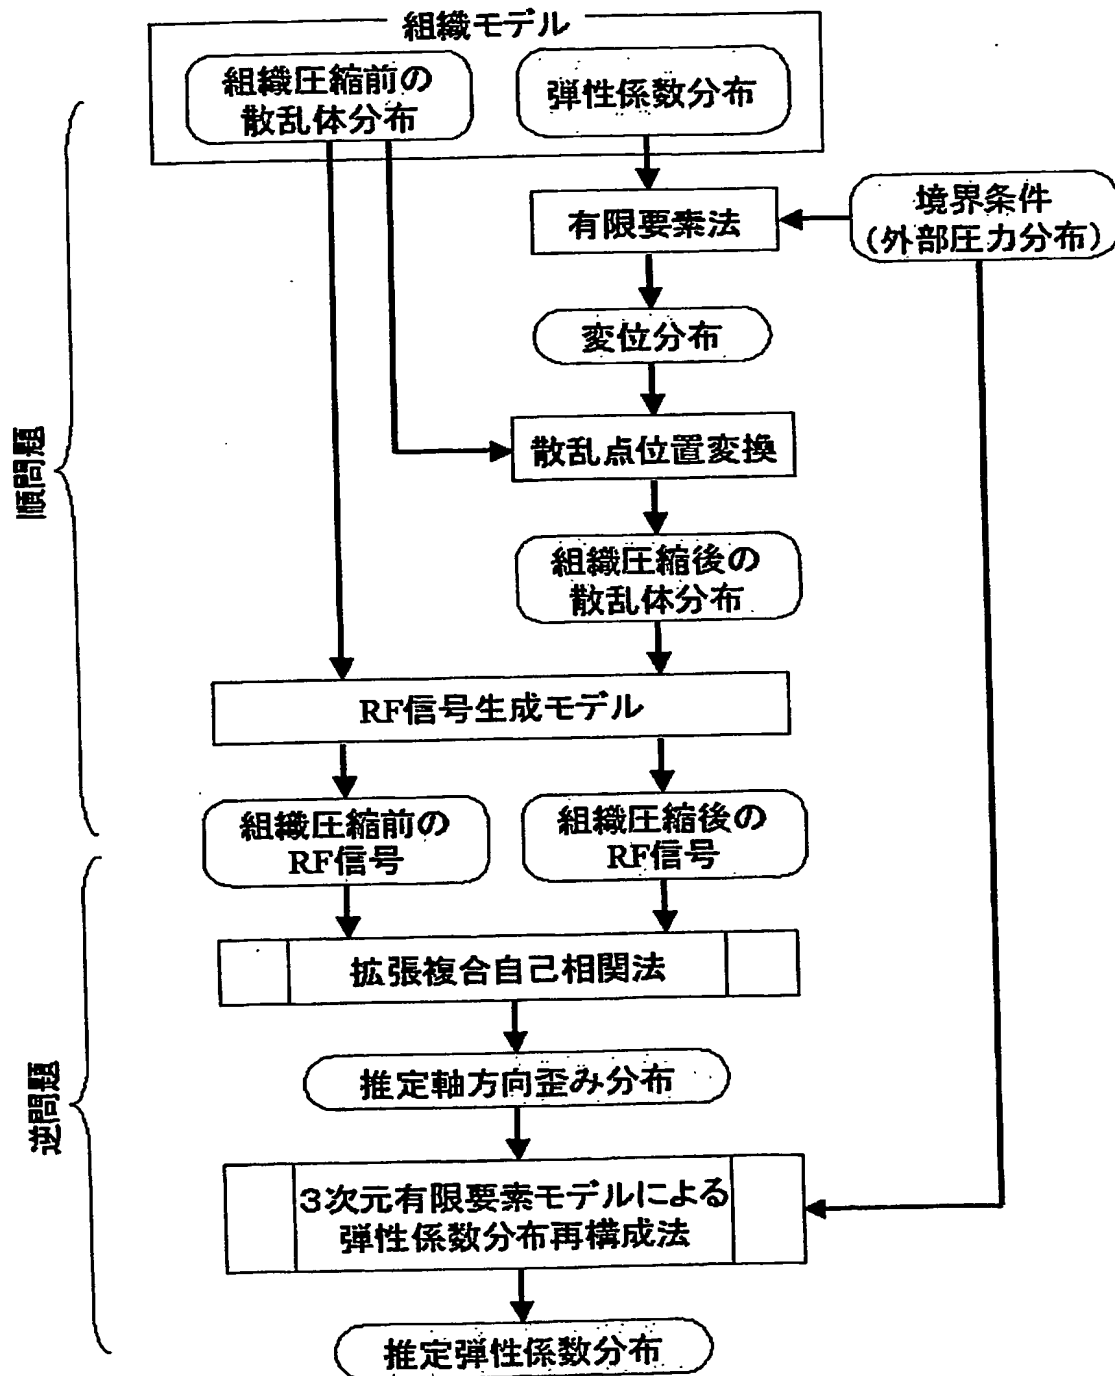 組織モデル
組織圧縮前の
散乱体分布
弾性係数分布
有限要素法
境界条件
(外部圧力分布)
変位分布
散乱点位置変換
順問題
組織圧縮後の
散乱体分布
RF信号生成モデル
組織圧縮前の
RF信号
組織圧縮後の
RF信号
拡張複合自己相関法
推定軸方向歪み分布
逆問題
3次元有限要素モデルによる
弾性係数分布再構成法
推定弾性係数分布